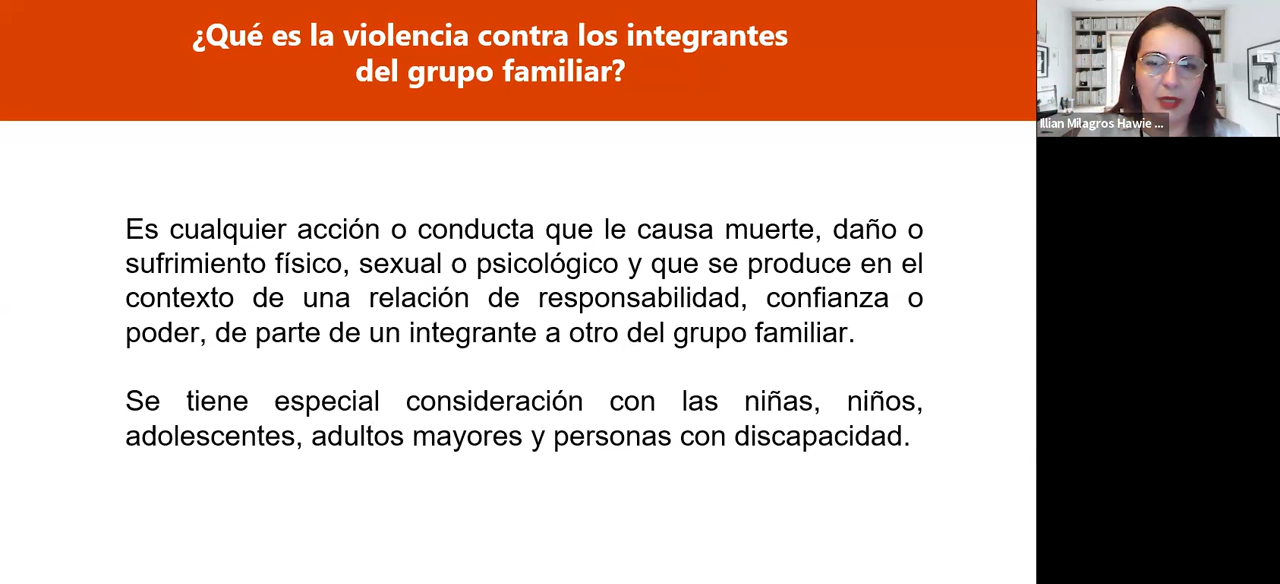 ¿Qué es la violencia contra los integrantes
del grupo familiar?
Es cualquier acción o conducta que le causa muerte, daño o
sufrimiento físico, sexual o psicológico y que se produce en el
contexto de una relación de responsabilidad, confianza o
poder, de parte de un integrante a otro del grupo familiar.
Se tiene especial consideración con las niñas, niños,
adolescentes, adultos mayores y personas con discapacidad.
Illian Milagros Hawie ...